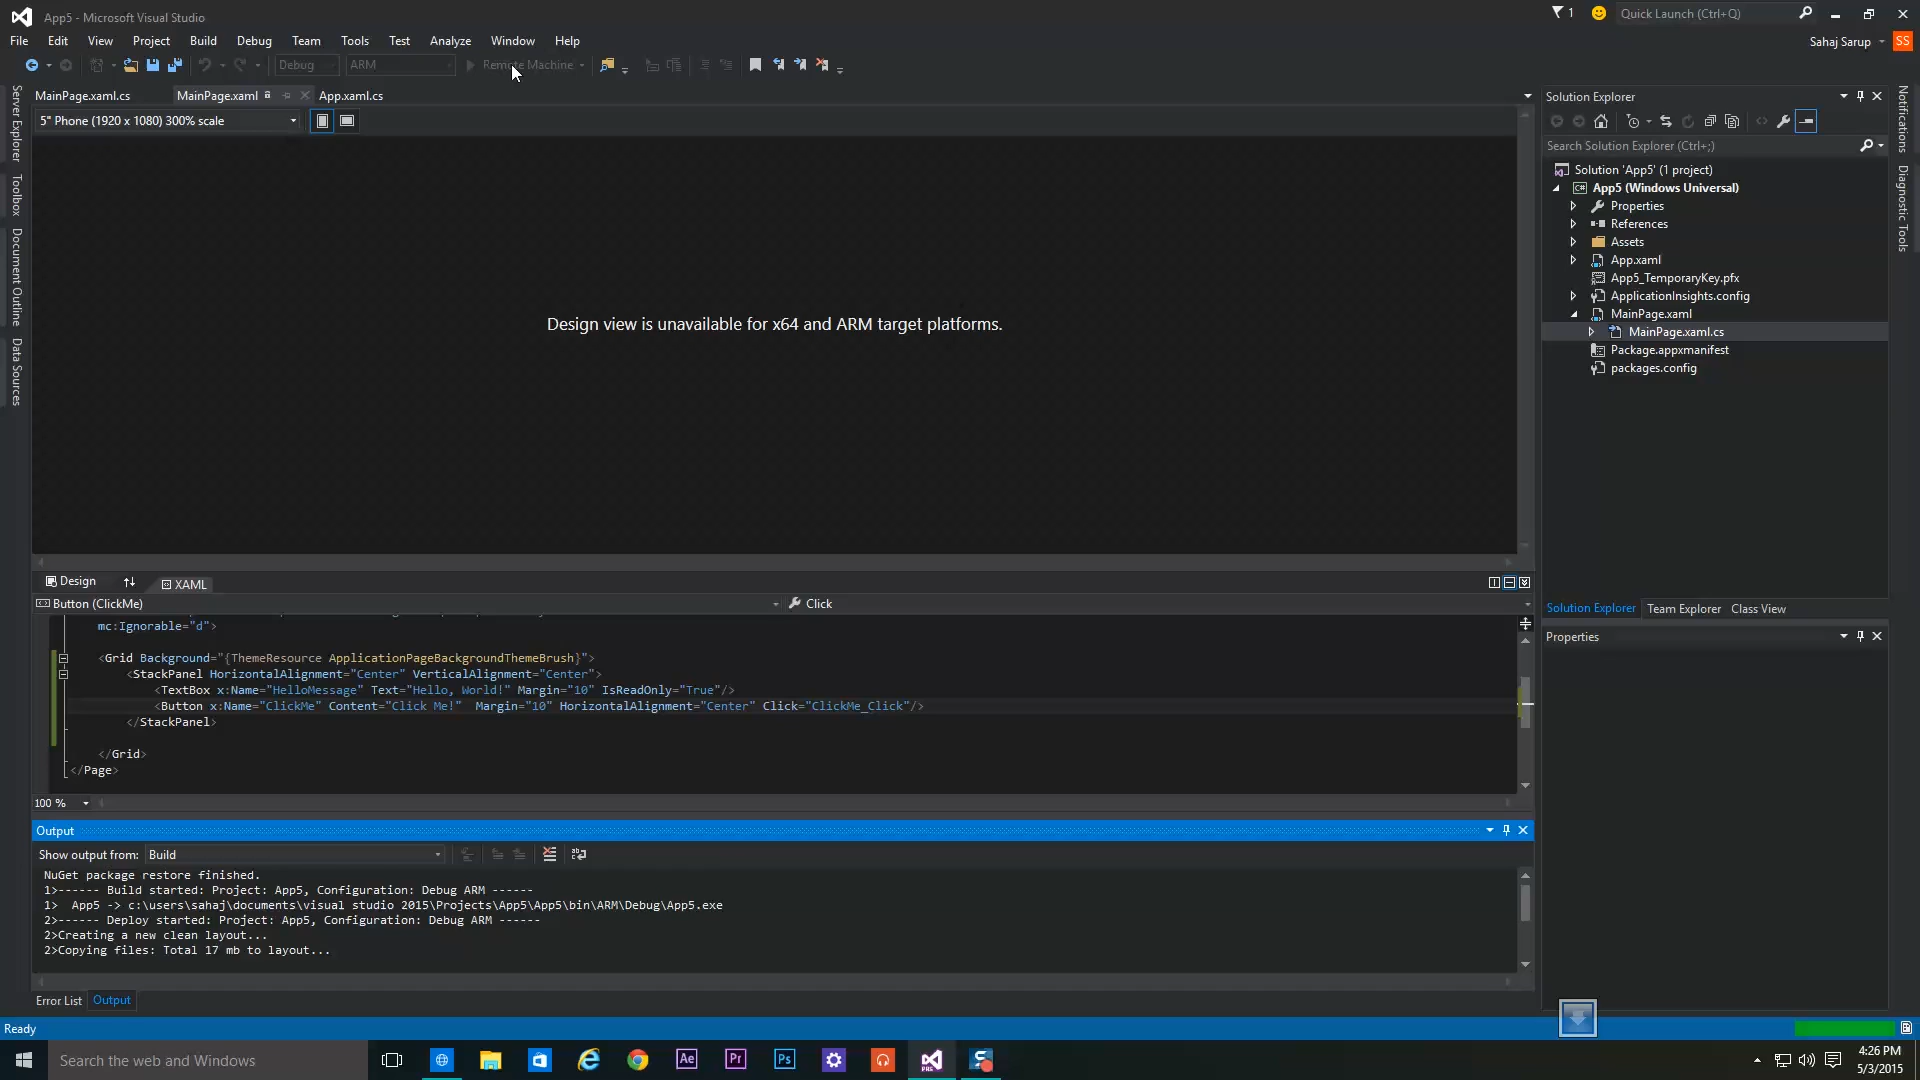 App5 - Microsoft Visual Studio
1
Quick Launch (Ctrl+Q)
File Edit View Project Build Debug Team Tools Test Analyze Window Help
Sahaj Sarup
SS
Debug ARM Remote Machine
MainPage.xaml.cs MainPage.xaml App.xaml.cs
5" Phone (1920 x 1080) 300% scale
Server Explorer
Toolbox
Document Outline
Data Sources
Design view is unavailable for x64 and ARM target platforms.
Design XAML
Button (ClickMe) Click
mc:Ignorable="d">
<Grid Background="{ThemeResource ApplicationPageBackgroundThemeBrush}">
<StackPanel HorizontalAlignment="Center" VerticalAlignment="Center">
<TextBox x:Name="HelloMessage" Text="Hello, World!" Margin="10" IsReadOnly="True"/>
<Button x:Name="ClickMe" Content="Click Me!"  Margin="10" HorizontalAlignment="Center" Click="ClickMe_Click"/>
</StackPanel>
</Grid>
</Page>
100 %
Output
Show output from: Build
NuGet package restore finished.
1>------ Build started: Project: App5, Configuration: Debug ARM ------
1>  App5 -> c:\users\sahaj\documents\visual studio 2015\Projects\App5\App5\bin\ARM\Debug\App5.exe
2>------ Deploy started: Project: App5, Configuration: Debug ARM ------
2>Creating a new clean layout...
2>Copying files: Total 17 mb to layout...
Error List Output
Solution Explorer
Search Solution Explorer (Ctrl+;)
Solution 'App5' (1 project)
C# App5 (Windows Universal)
Properties
References
Assets
App.xaml
App5_TemporaryKey.pfx
ApplicationInsights.config
MainPage.xaml
MainPage.xaml.cs
Package.appxmanifest
packages.config
Solution Explorer Team Explorer Class View
Properties
Notifications
Diagnostic Tools
Ready
Search the web and Windows
Ae
Pr
Ps
4:26 PM
5/3/2015